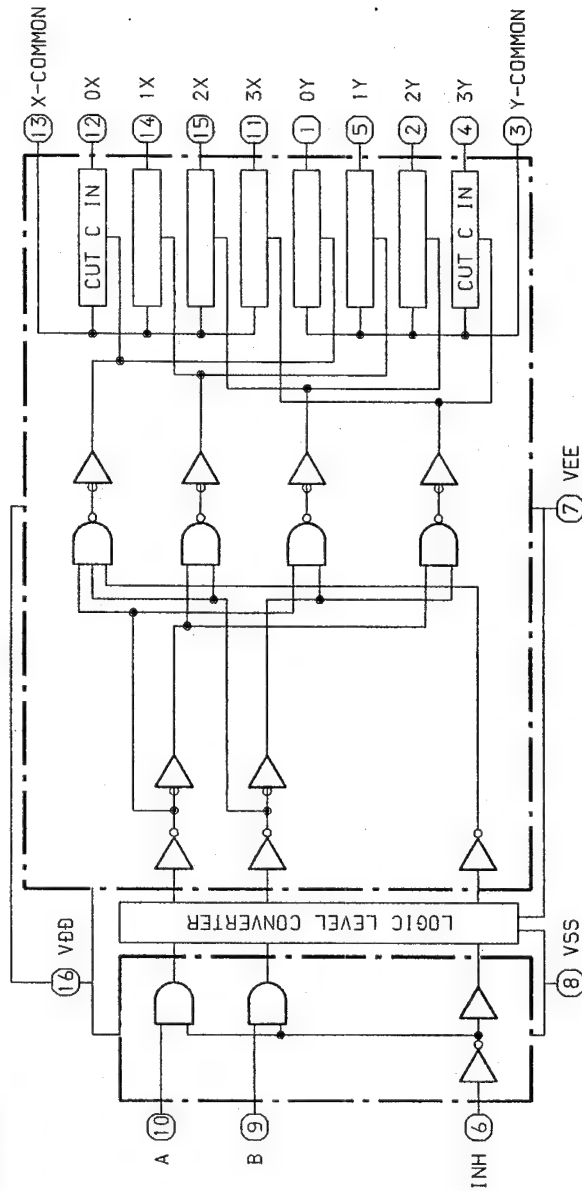 13 X-COMMON
12 0X
14 1X
15 2X
11 3X
1 0Y
5 1Y
2 2Y
4 3Y
3 Y-COMMON
CUT C IN
CUT C IN
7 VEE
16 VDD
LOGIC LEVEL CONVERTER
8 VSS
A 10
B 9
INH 6